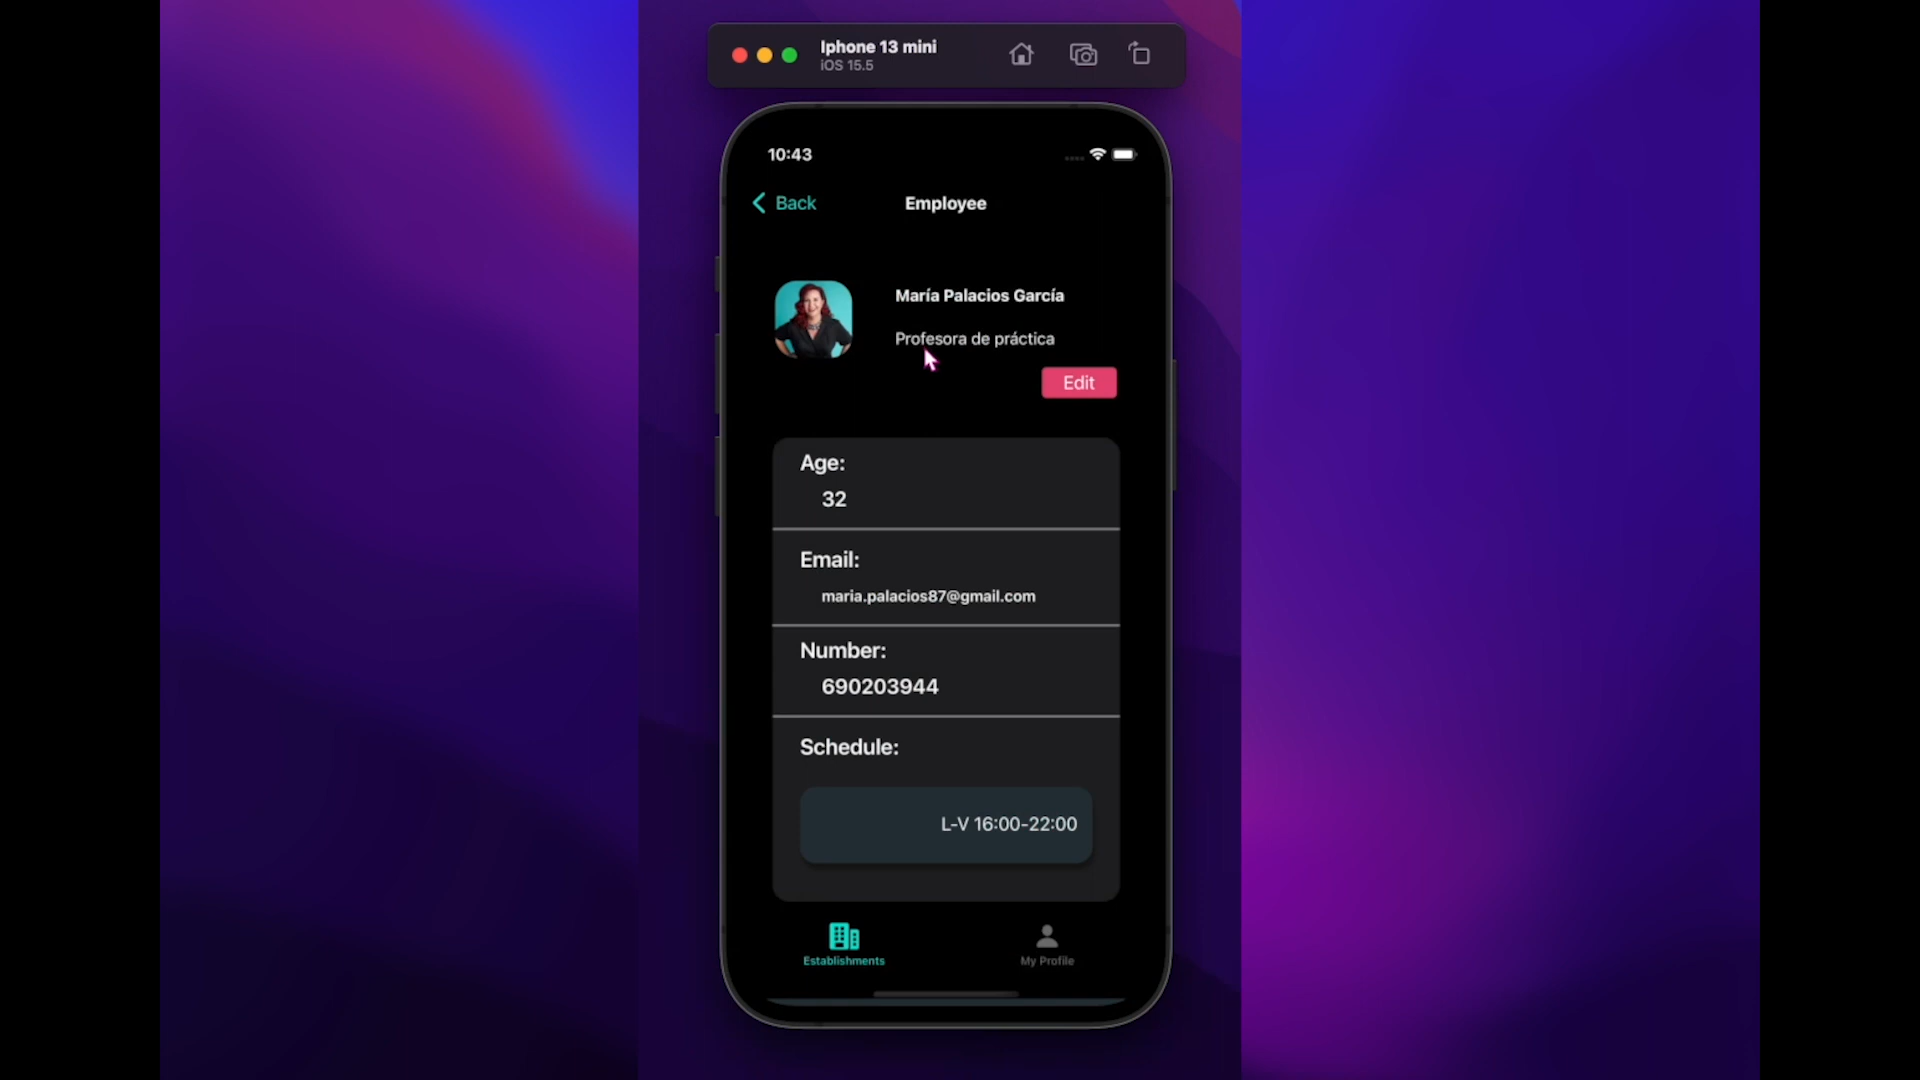 Iphone 13 mini
iOS 15.5
10:43
Back
Employee
María Palacios García
Profesora de práctica
Edit
Age:
32
Email:
maria.palacios87@gmail.com
Number:
690203944
Schedule:
L-V 16:00-22:00
Establishments
My Profile